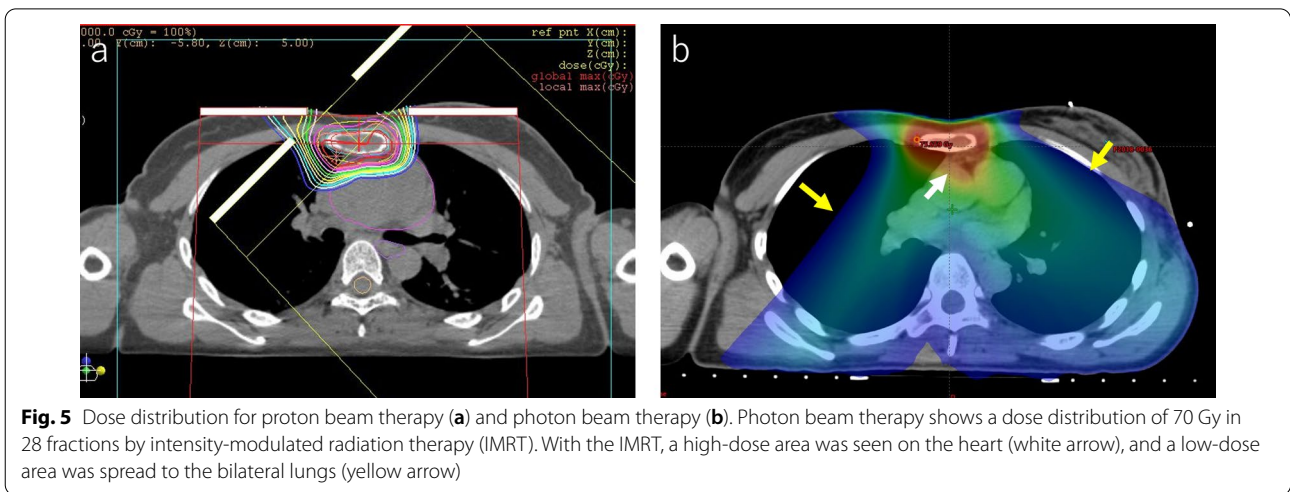 000.0 cGy = 100%)
.00, Y(cm): -5.80, Z(cm): 5.00)
a
ref pnt X(cm):
Y(cm):
Z(cm):
dose(cGy):
global max(cGy)
local max(cGy)
b
Fig. 5 Dose distribution for proton beam therapy (a) and photon beam therapy (b). Photon beam therapy shows a dose distribution of 70 Gy in
28 fractions by intensity-modulated radiation therapy (IMRT). With the IMRT, a high-dose area was seen on the heart (white arrow), and a low-dose
area was spread to the bilateral lungs (yellow arrow)